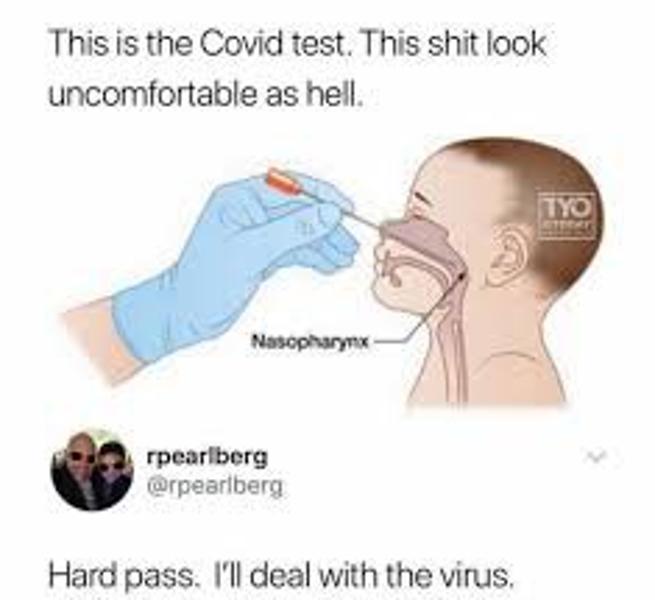 This is the Covid test. This shit look
uncomfortable as hell.
TYO
Nasopharynx
rpearlberg
@rpearlberg
Hard pass. I'll deal with the virus.